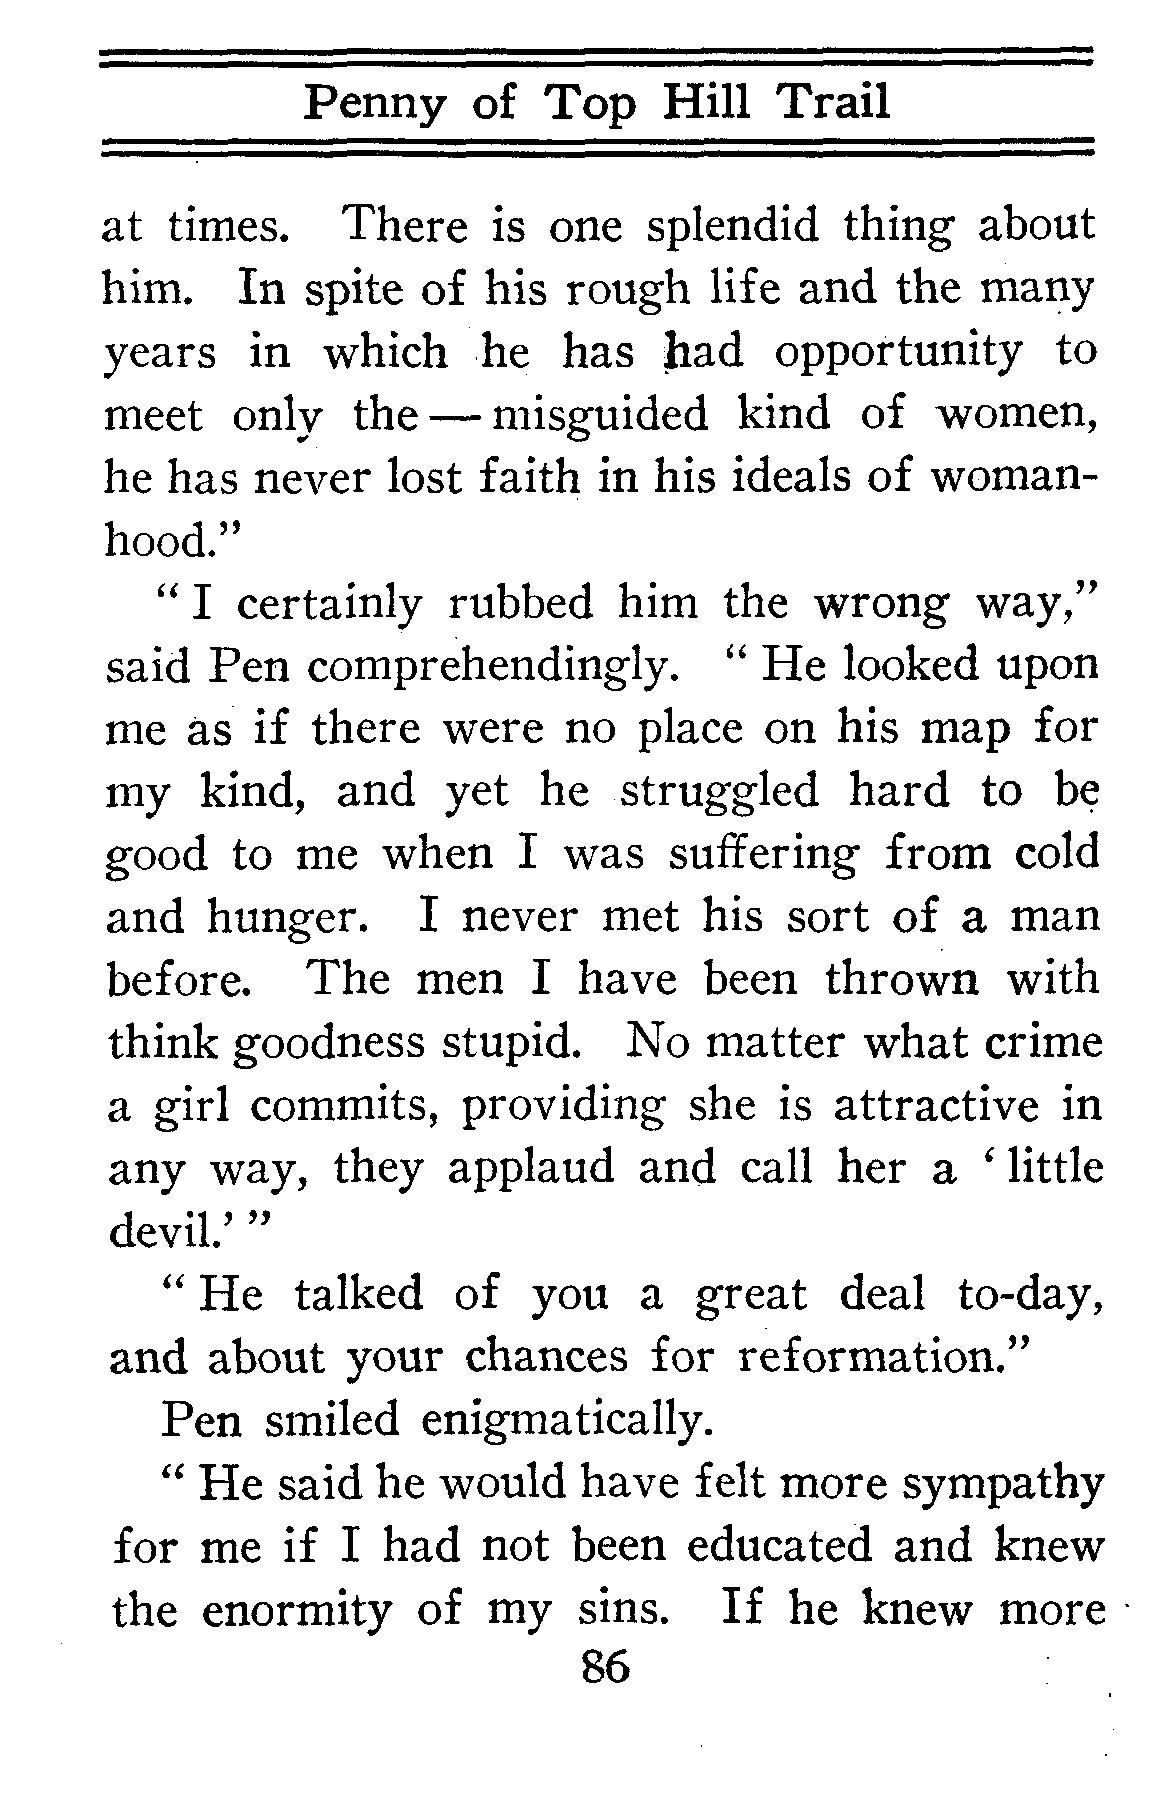 Penny of Top Hill Trail
at times. There is one splendid thing about
him. In spite of his rough life and the many
years in which he has had opportunity to
meet only the — misguided kind of women,
he has never lost faith in his ideals of woman-
hood."
" I certainly rubbed him the wrong way,"
said Pen comprehendingly. " He looked upon
me as if there were no place on his map for
my kind, and yet he struggled hard to be
good to me when I was suffering from cold
and hunger. I never met his sort of a man
before. The men I have been thrown with
think goodness stupid. No matter what crime
a girl commits, providing she is attractive in
any way, they applaud and call her a ' little
devil.' "
" He talked of you a great deal to-day,
and about your chances for reformation."
Pen smiled enigmatically.
" He said he would have felt more sympathy
for me if I had not been educated and knew
the enormity of my sins. If he knew more
86